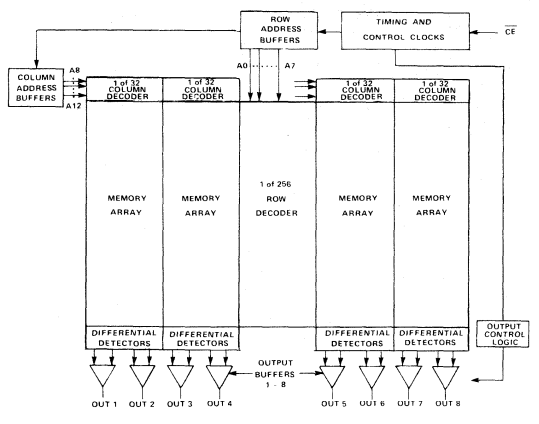 ROW
ADDRESS
BUFFERS
TIMING AND
CONTROL CLOCKS
CE
A8
A0
A7
COLUMN
ADDRESS
BUFFERS
A12
1 of 32
COLUMN
DECODER
1 of 32
COLUMN
DECODER
1 of 32
COLUMN
DECODER
1 of 32
COLUMN
DECODER
MEMORY
ARRAY
MEMORY
ARRAY
1 of 256
ROW
DECODER
MEMORY
ARRAY
MEMORY
ARRAY
DIFFERENTIAL
DETECTORS
DIFFERENTIAL
DETECTORS
DIFFERENTIAL
DETECTORS
DIFFERENTIAL
DETECTORS
OUTPUT
CONTROL
LOGIC
OUTPUT
BUFFERS
1 - 8
OUT 1
OUT 2
OUT 3
OUT 4
OUT 5
OUT 6
OUT 7
OUT 8